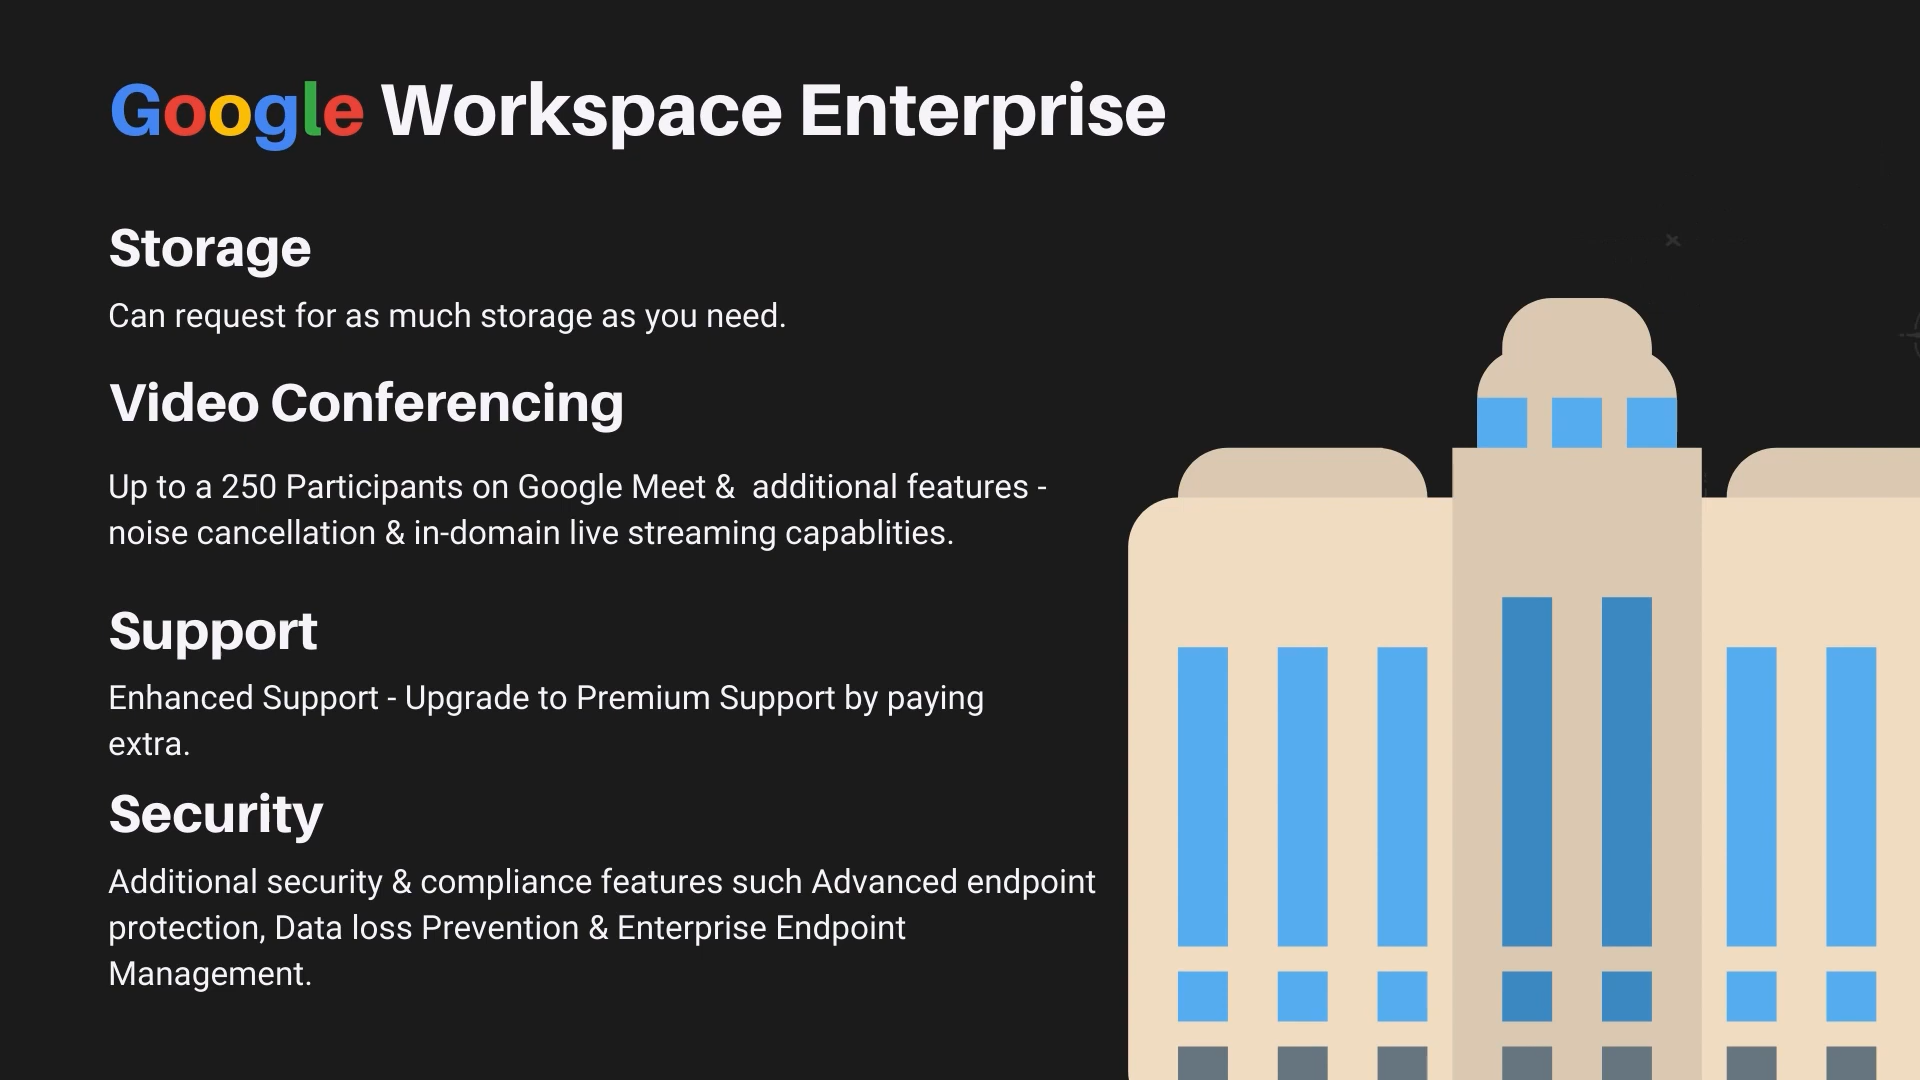 Google Workspace Enterprise
Storage
Can request for as much storage as you need.
Video Conferencing
Up to a 250 Participants on Google Meet &  additional features -
noise cancellation & in-domain live streaming capablities.
Support
Enhanced Support - Upgrade to Premium Support by paying
extra.
Security
Additional security & compliance features such Advanced endpoint
protection, Data loss Prevention & Enterprise Endpoint
Management.